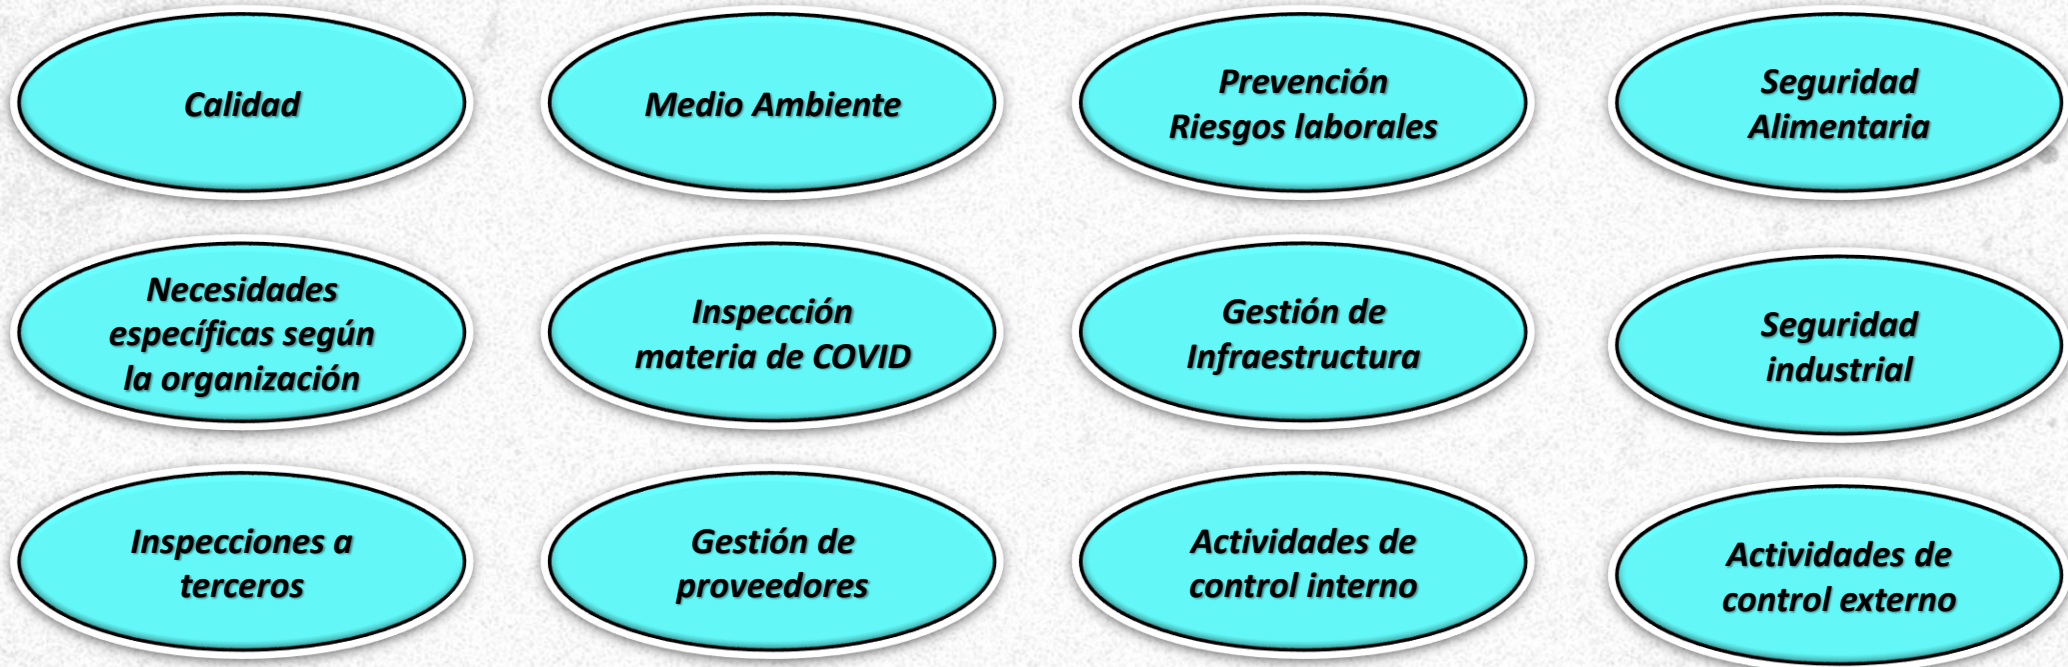 Calidad
Medio Ambiente
Prevención
Riesgos laborales
Seguridad
Alimentaria
Necesidades
específicas según
la organización
Inspección
materia de COVID
Gestión de
Infraestructura
Seguridad
industrial
Inspecciones a
terceros
Gestión de
proveedores
Actividades de
control interno
Actividades de
control externo